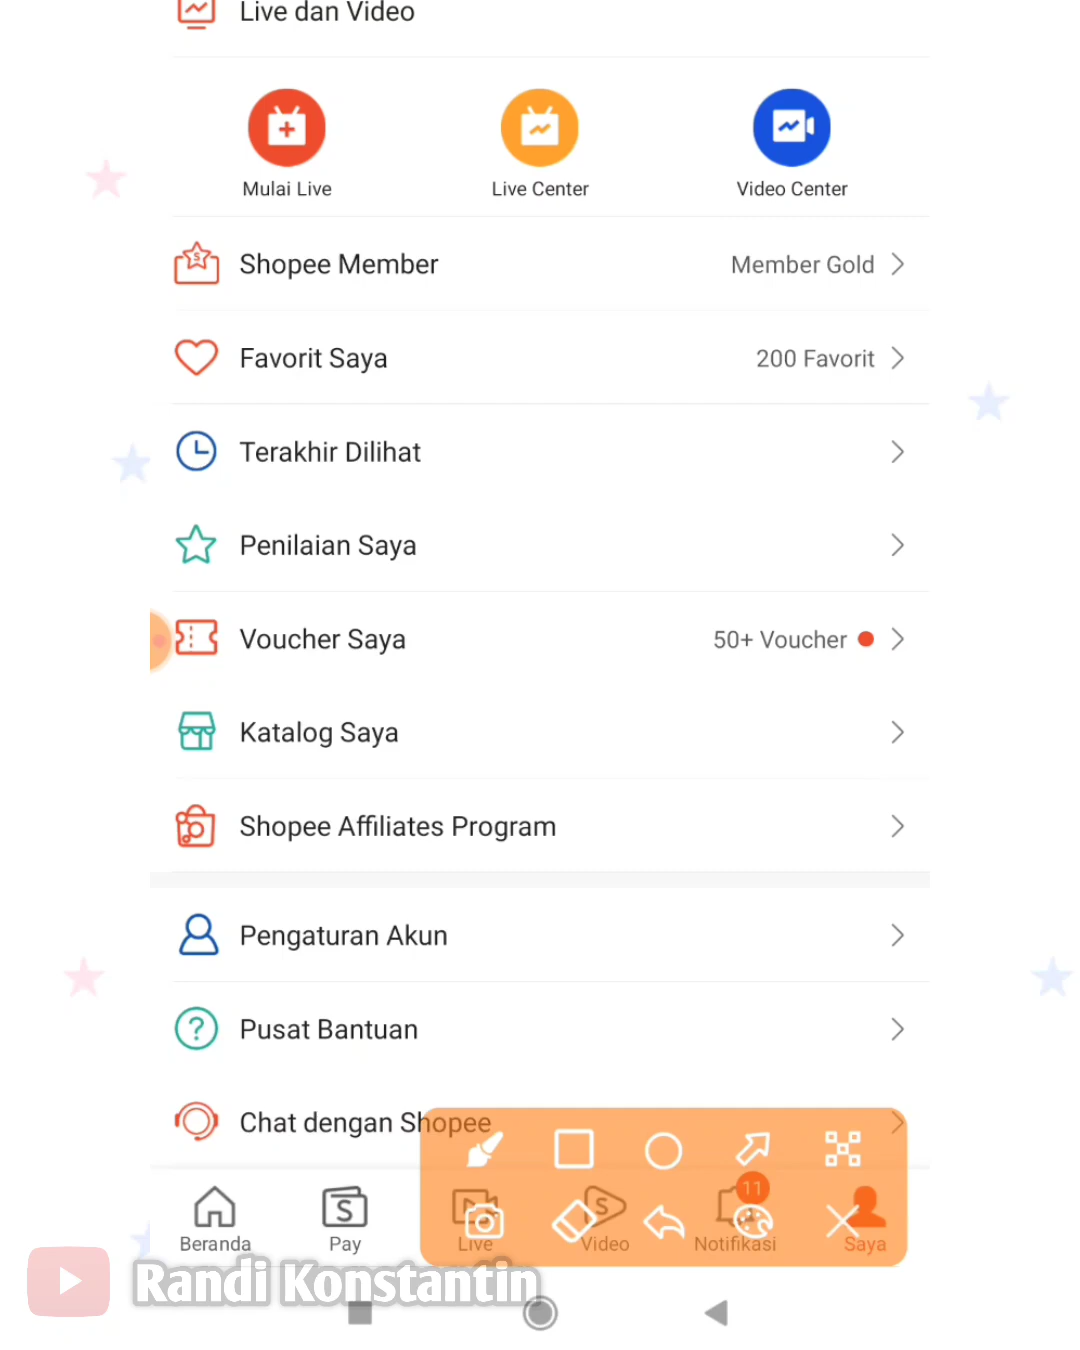 Live dan Video
Mulai Live
Live Center
Video Center
Shopee Member
Member Gold
Favorit Saya
200 Favorit
Terakhir Dilihat
Penilaian Saya
Voucher Saya
50+ Voucher
Katalog Saya
Shopee Affiliates Program
Pengaturan Akun
Pusat Bantuan
Chat dengan Shopee
11
Beranda
Pay
Live
Video
Notifikasi
Saya
Randi Konstantin